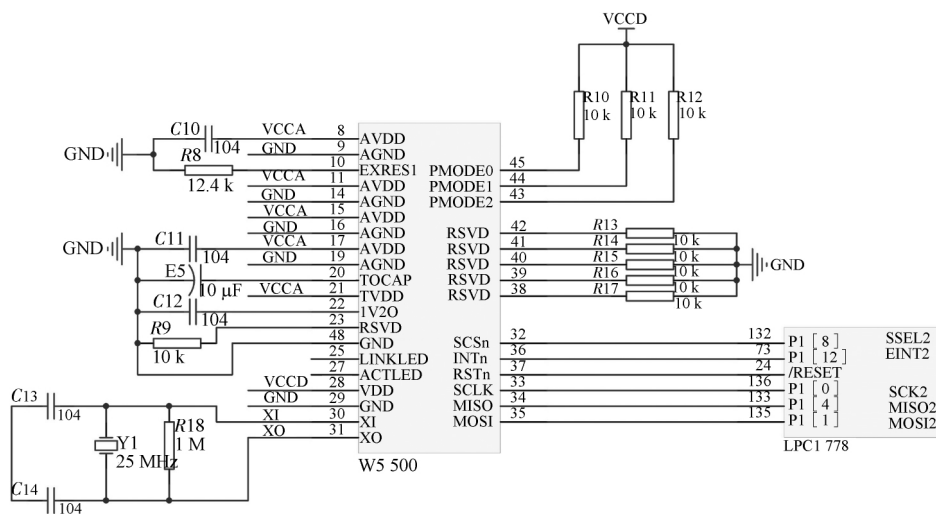 VCCD
R10
10 k
R11
10 k
R12
10 k
C10
104
VCCA
8
AVDD
GND
9
AGND
GND
R8
12.4 k
10
EXRES1
VCCA
11
AVDD
GND
14
AGND
VCCA
15
AVDD
GND
16
AGND
GND
C11
104
VCCA
17
AVDD
GND
19
AGND
E5
10 μF
20
TOCAP
VCCA
21
TVDD
C12
104
22
1V2O
R9
10 k
23
RSVD
48
GND
25
LINKLED
27
ACTLED
VCCD
28
VDD
GND
29
GND
XI
30
XI
XO
31
XO
C13
104
Y1
25 MHz
R18
1 M
C14
104
PMODE0
45
PMODE1
44
PMODE2
43
RSVD
42
R13
10 k
RSVD
41
R14
10 k
RSVD
40
R15
10 k
RSVD
39
R16
10 k
RSVD
38
R17
10 k
GND
SCSn
32
132
P1 [8]
SSEL2
INTn
36
73
P1 [12]
EINT2
RSTn
37
24
/RESET
SCLK
33
136
P1 [0]
SCK2
MISO
34
133
P1 [4]
MISO2
MOSI
35
135
P1 [1]
MOSI2
W5 500
LPC1 778